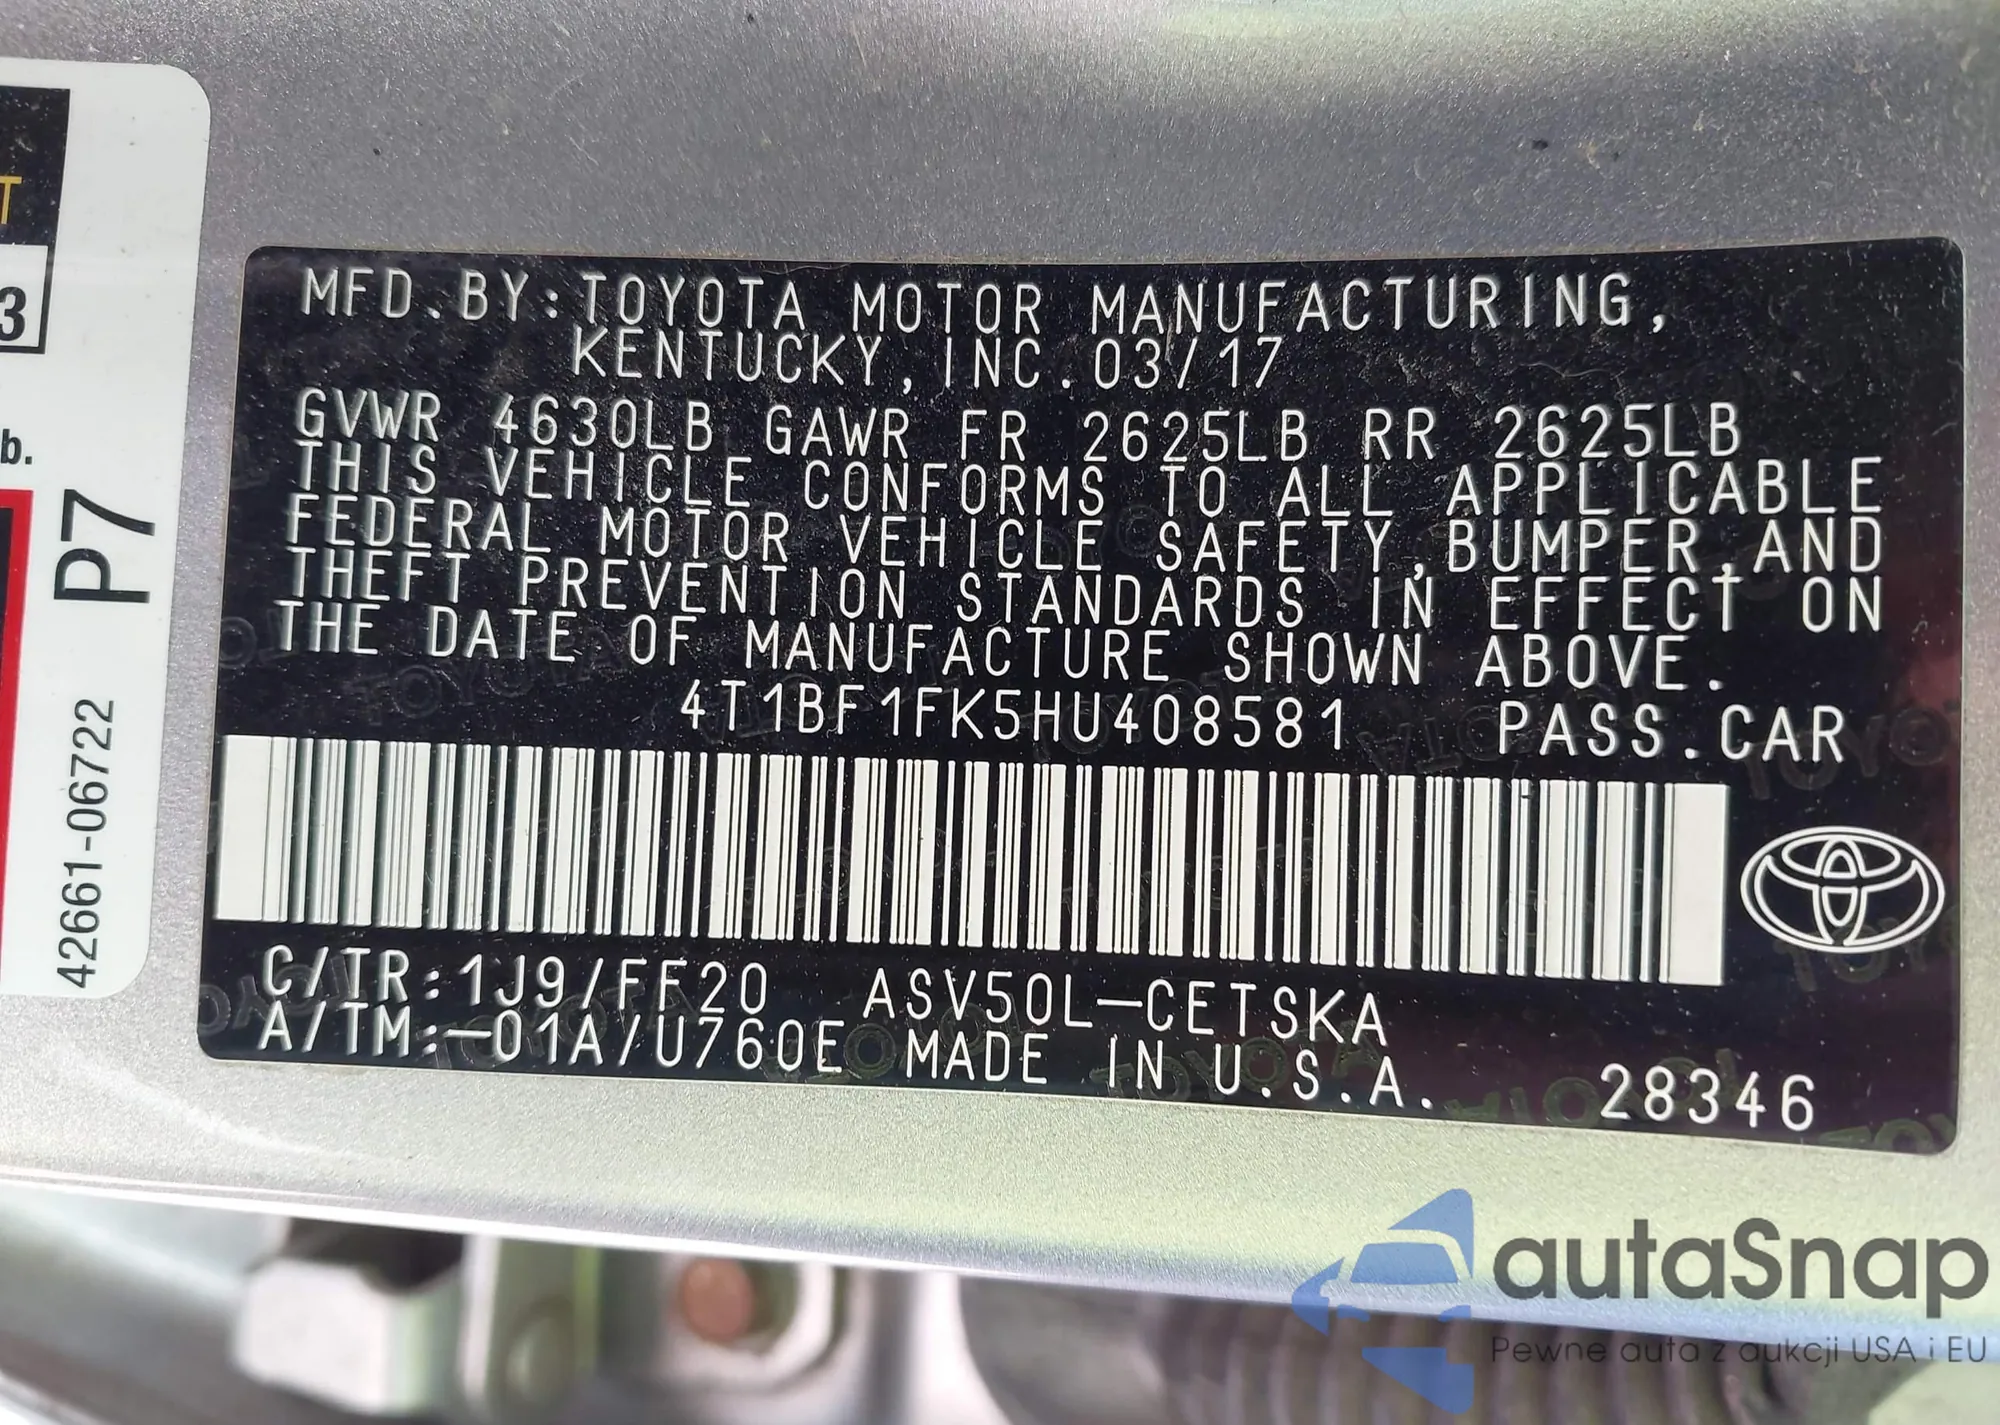 T
3
b.
P7
42661-06722
MFD.BY:TOYOTA MOTOR MANUFACTURING,
KENTUCKY, INC. 03/17
GVWR 4630LB GAWR FR 2625LB RR 2625LB
THIS VEHICLE CONFORMS TO ALL APPLICABLE
FEDERAL MOTOR VEHICLE SAFETY,BUMPER,AND
THEFT PREVENTION STANDARDS IN EFFECT ON
THE DATE OF MANUFACTURE SHOWN ABOVE.
4T1BF1FK5HU408581 PASS.CAR
C/TR:1J9/FF20 ASV50L-CETSKA
A/TM:-01A/U760E MADE IN U.S.A. 28346
autaSnap
Pewne auta z aukcji USA i EU